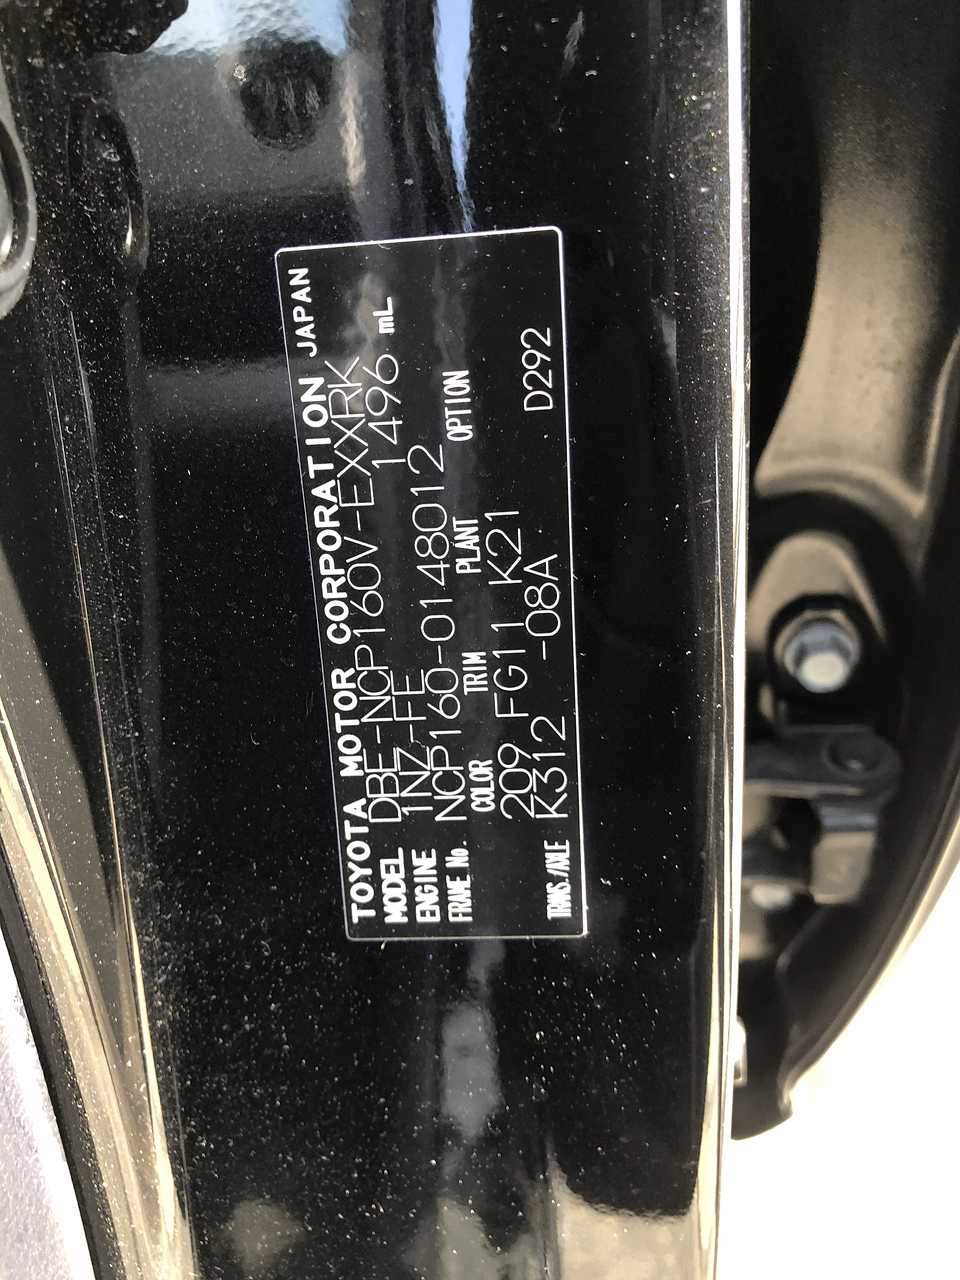 TOYOTA MOTOR CORPORATION JAPAN
MODEL DBE-NCP160V-EXXRK
ENGINE 1NZ-FE 1496 mL
FRAME No. NCP160-0148012
COLOR TRIM PLANT OPTION
209 FG11 K21
TRANS./AXLE K312 -08A D292